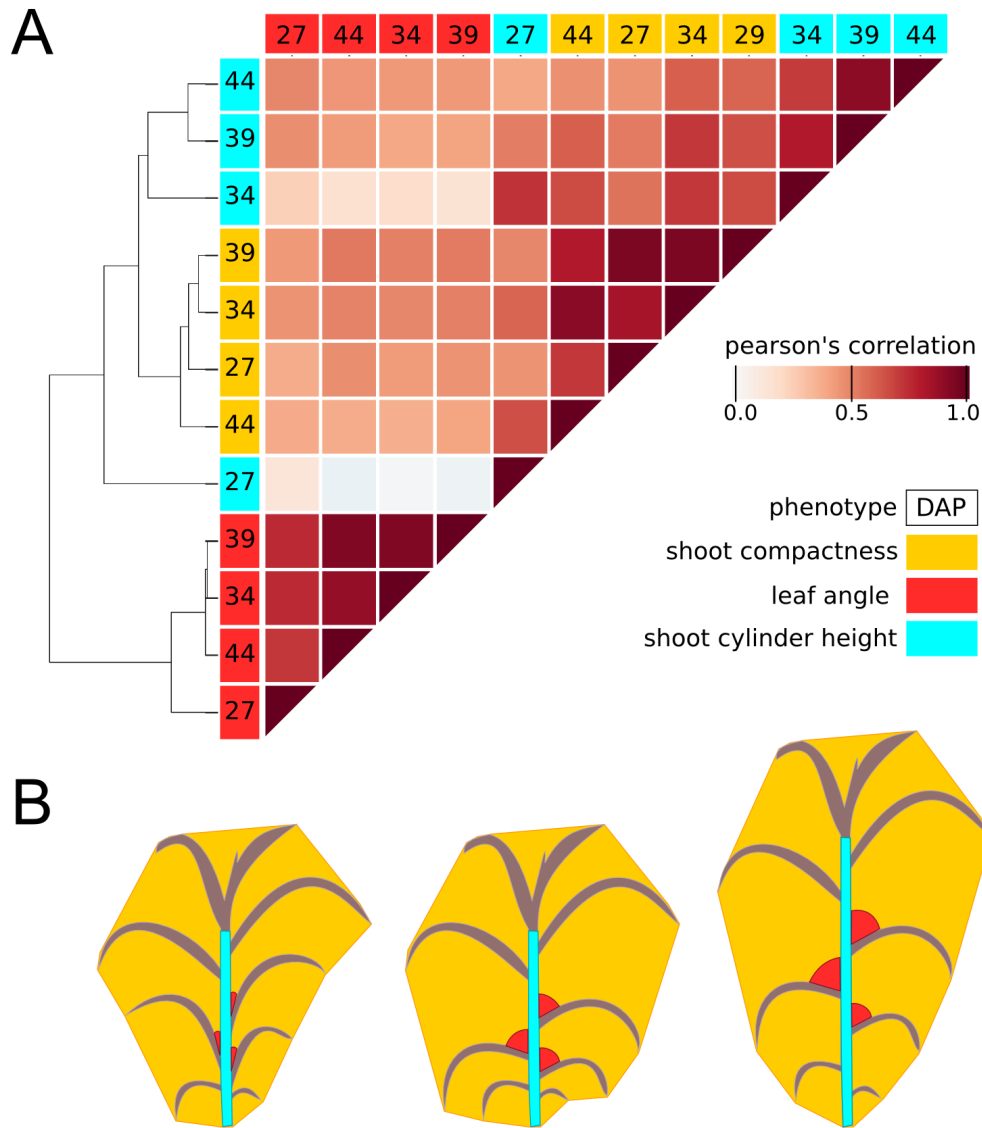 A
27 44 34 39 27 44 27 34 29 34 39 44
44
39
34
39
34
27
44
27
39
34
44
27
pearson's correlation
0.0 0.5 1.0
phenotype DAP
shoot compactness
leaf angle
shoot cylinder height
B